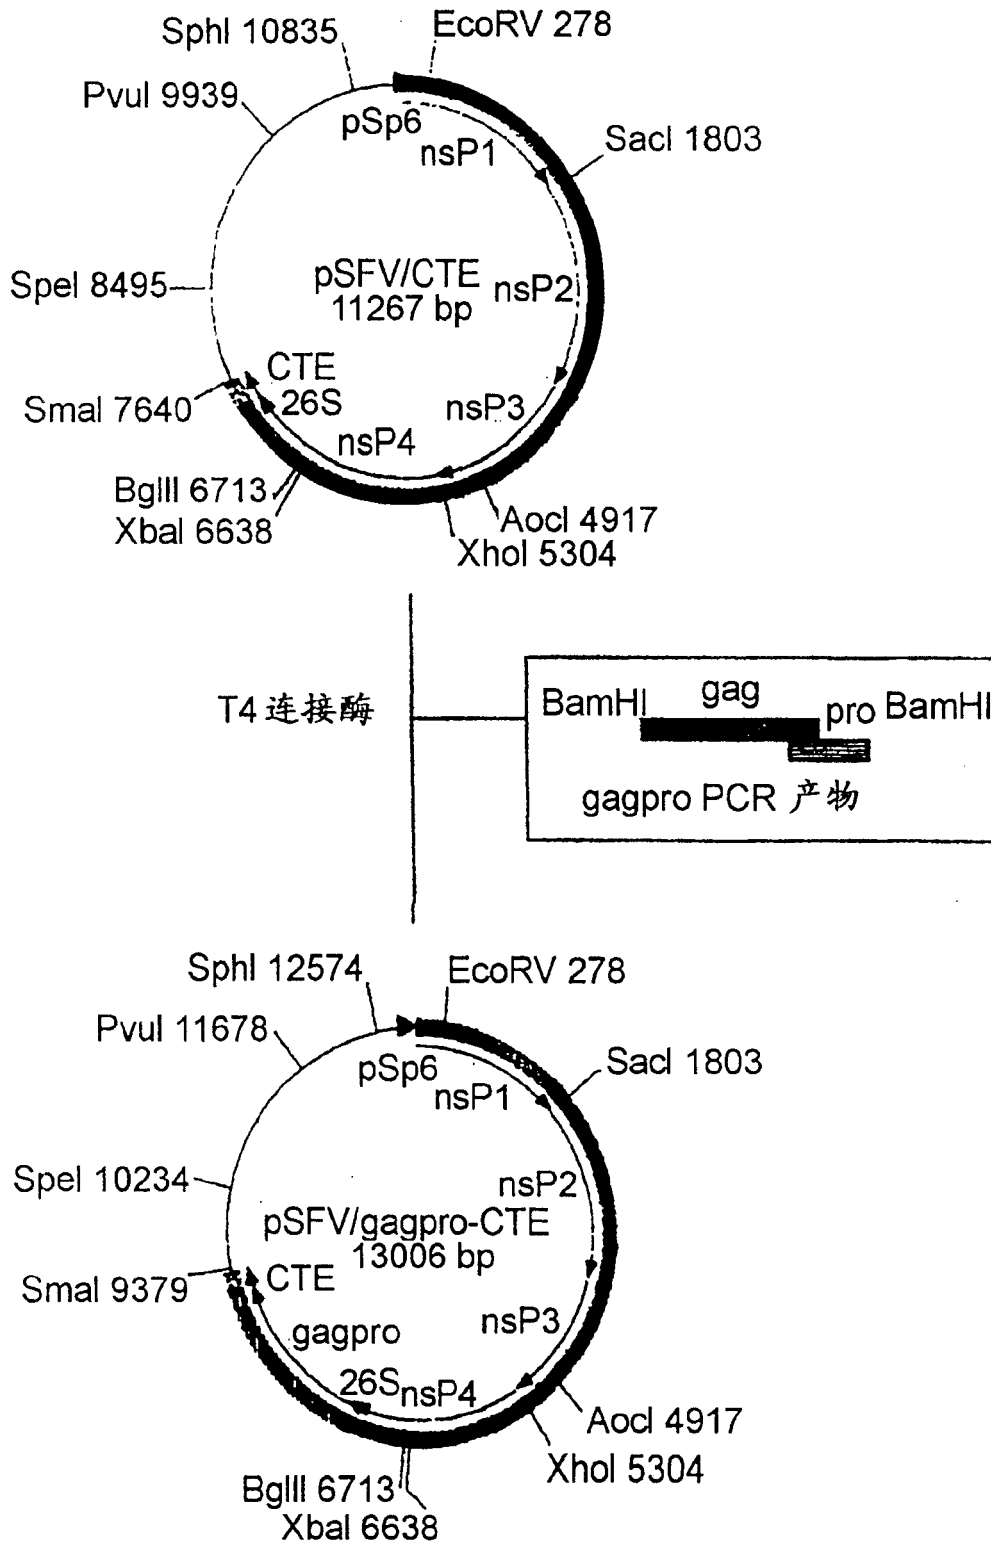 SphI 10835
EcoRV 278
PvuI 9939
pSp6
nsP1
SacI 1803
pSFV/CTE
11267 bp
nsP2
SpeI 8495
CTE
26S
nsP3
SmaI 7640
nsP4
BglII 6713
XbaI 6638
AocI 4917
XhoI 5304
T4 连接酶
BamHI
gag
pro
BamHI
gagpro PCR 产物
SphI 12574
EcoRV 278
PvuI 11678
pSp6
nsP1
SacI 1803
nsP2
SpeI 10234
pSFV/gagpro-CTE
13006 bp
CTE
SmaI 9379
nsP3
gagpro
26S
nsP4
AocI 4917
XhoI 5304
BglII 6713
XbaI 6638